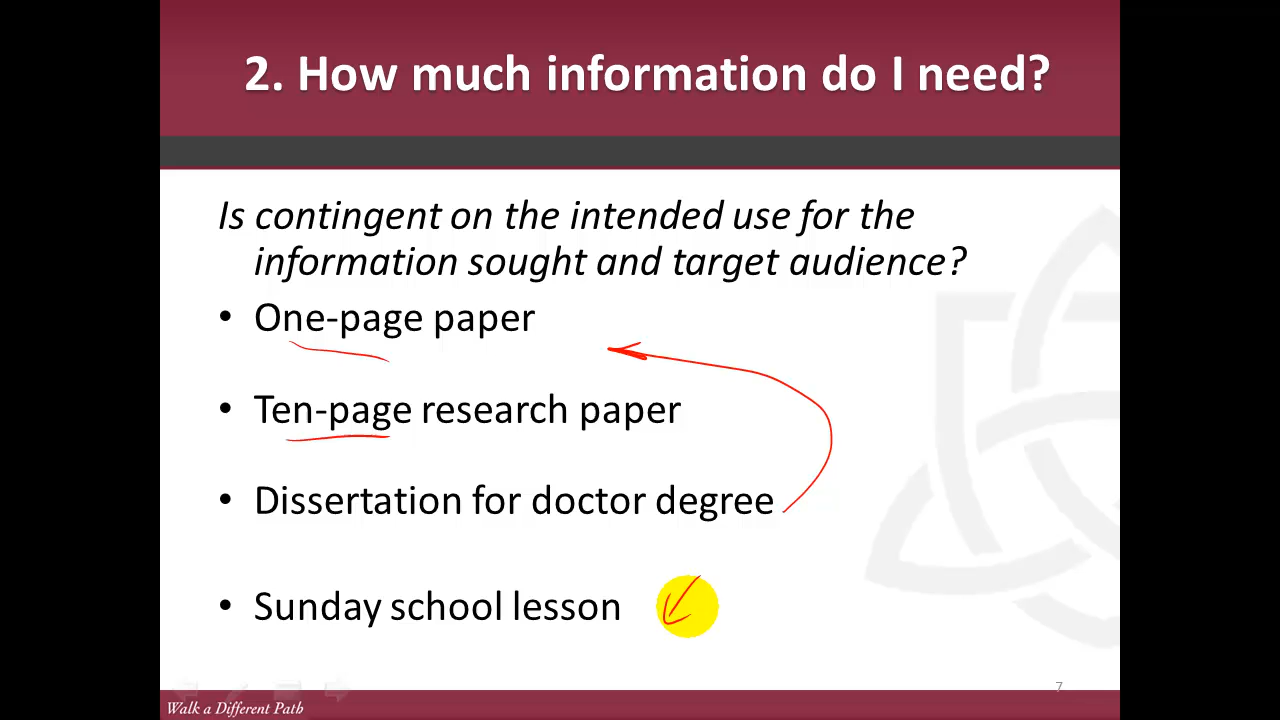 2. How much information do I need?
Is contingent on the intended use for the
information sought and target audience?
• One-page paper
• Ten-page research paper
• Dissertation for doctor degree
• Sunday school lesson
7
Walk a Different Path